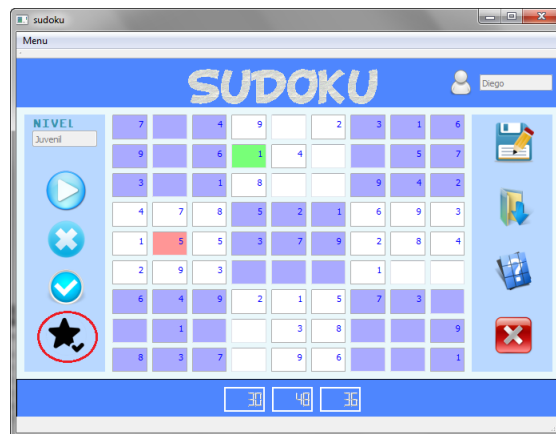 sudoku
Menu
SUDOKU
Diego
NIVEL
Juvenil
7 4 9 2 3 1 6
9 6 1 4 5 7
3 1 8 9 4 2
4 7 8 5 2 1 6 9 3
1 5 5 3 7 9 2 8 4
2 9 3 1
6 4 9 2 1 5 7 3
1 3 8 9
8 3 7 9 6 1
30 48 36